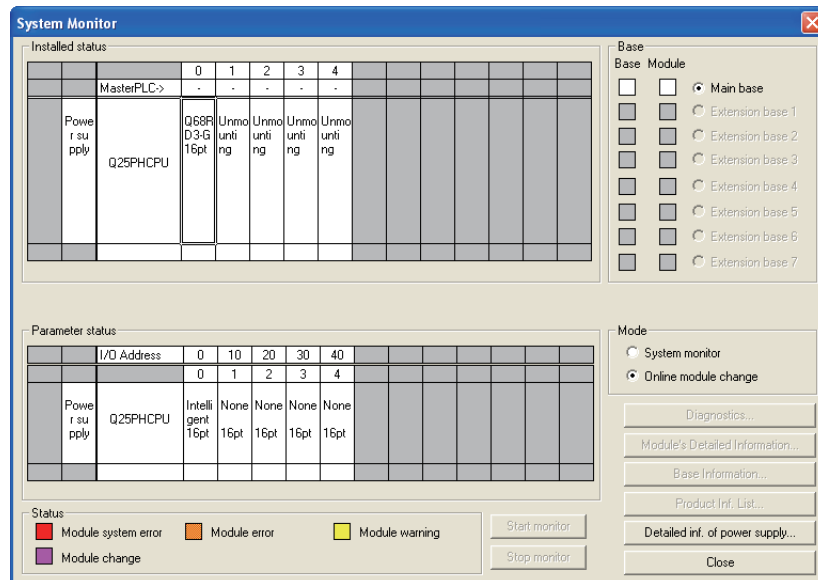 System Monitor
Installed status
0 1 2 3 4
MasterPLC-> - - - - -
Powe Q68R Unmo Unmo Unmo Unmo
r su D3-G unti unti unti unti
pply 16pt ng ng ng ng
Q25PHCPU
Base
Base Module
Main base
Extension base 1
Extension base 2
Extension base 3
Extension base 4
Extension base 5
Extension base 6
Extension base 7
Parameter status
I/O Address 0 10 20 30 40
0 1 2 3 4
Powe Intelli None None None None
r su Q25PHCPU gent
pply 16pt 16pt 16pt 16pt 16pt
Mode
System monitor
Online module change
Diagnostics...
Module's Detailed Information...
Base Information...
Product Inf. List...
Detailed inf. of power supply...
Close
Status
Module system error Module error Module warning
Module change
Start monitor
Stop monitor